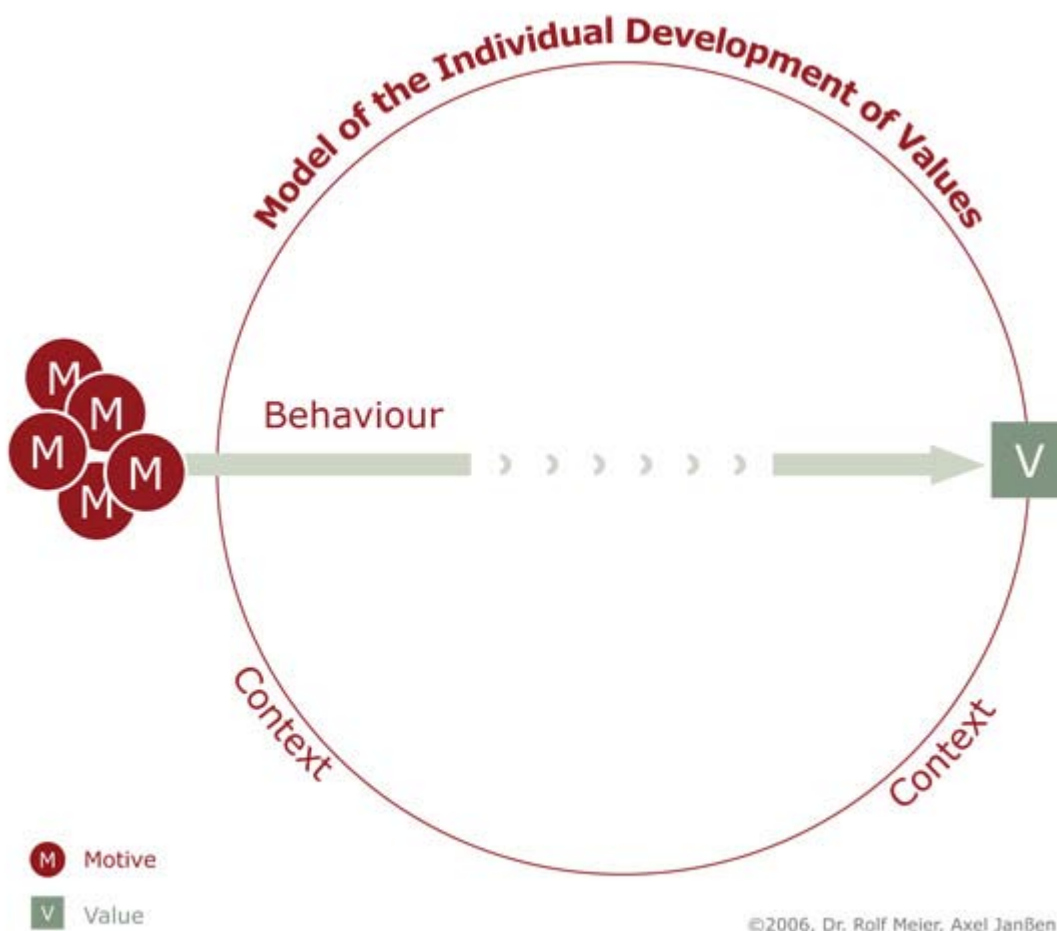 Model of the Individual Development of Values
M
M
M
M
M
Behaviour
V
Context
Context
M Motive
V Value
©2006, Dr. Rolf Meier, Axel Janßen